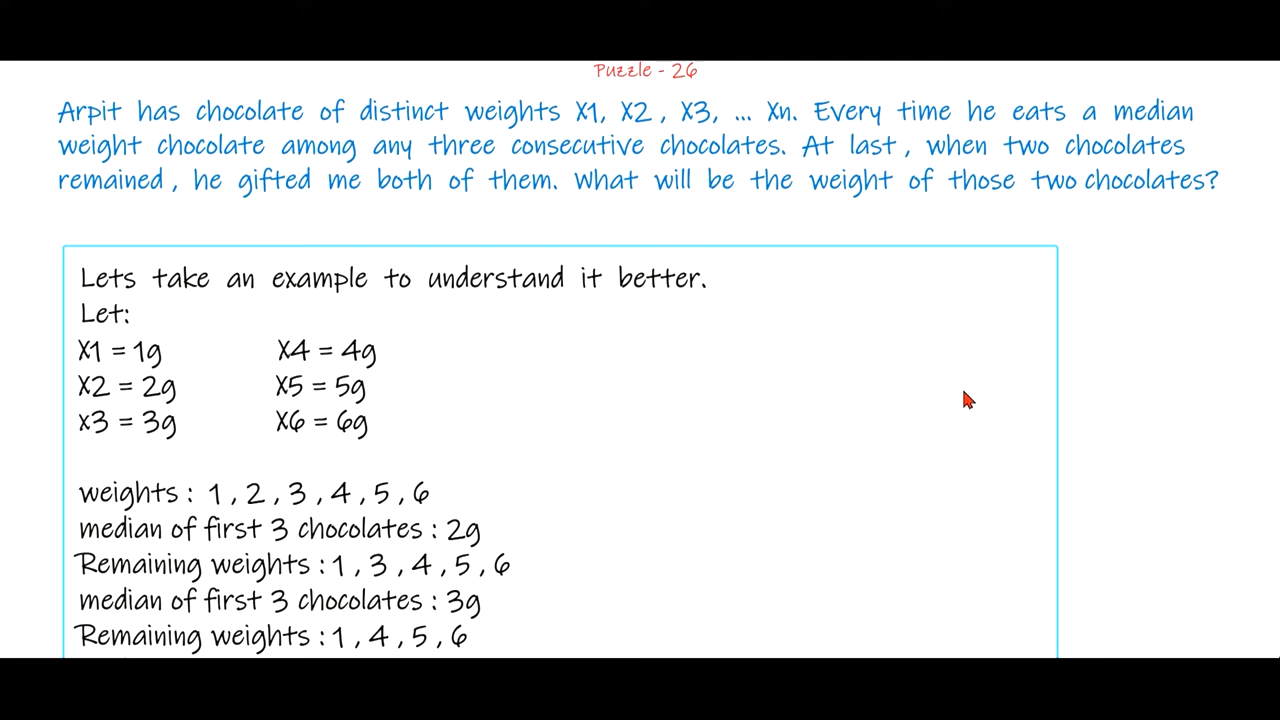 Puzzle - 26
Arpit has chocolate of distinct weights X1, X2 , X3, ... Xn. Every time he eats a median
weight chocolate among any three consecutive chocolates. At last , when two chocolates
remained , he gifted me both of them. What will be the weight of those two chocolates?
Lets take an example to understand it better.
Let:
X1 = 1g X4 = 4g
X2 = 2g X5 = 5g
x3 = 3g X6 = 6g
weights : 1 , 2 , 3 , 4 , 5 , 6
median of first 3 chocolates : 2g
Remaining weights : 1 , 3 , 4 , 5 , 6
median of first 3 chocolates : 3g
Remaining weights : 1 , 4 , 5 , 6